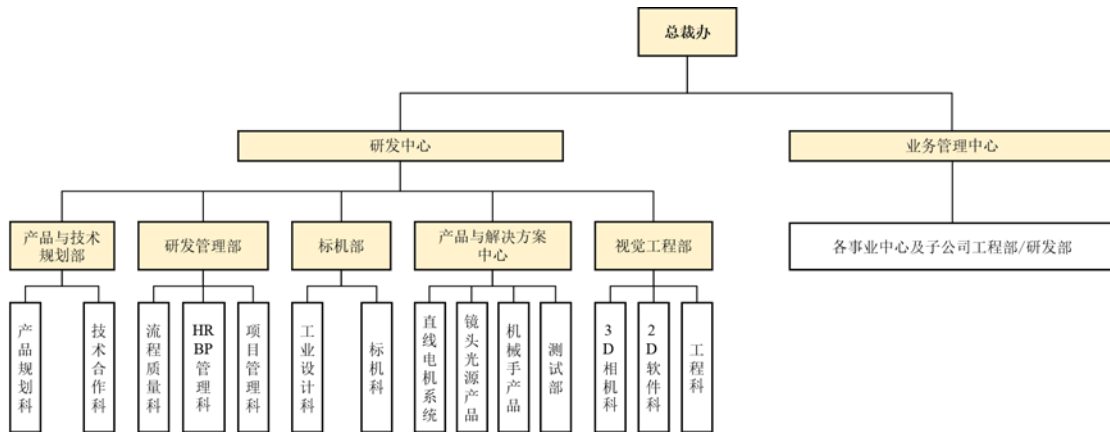 总裁办
研发中心
业务管理中心
产品与技术
规划部
研发管理部
标机部
产品与解决方案
中心
视觉工程部
各事业中心及子公司工程部/研发部
产品规划科
技术合作科
流程质量科
HRBP管理科
项目管理科
工业设计科
标机科
直线电机系统
镜头光源产品
机械手产品
测试部
3D相机科
2D软件科
工程科